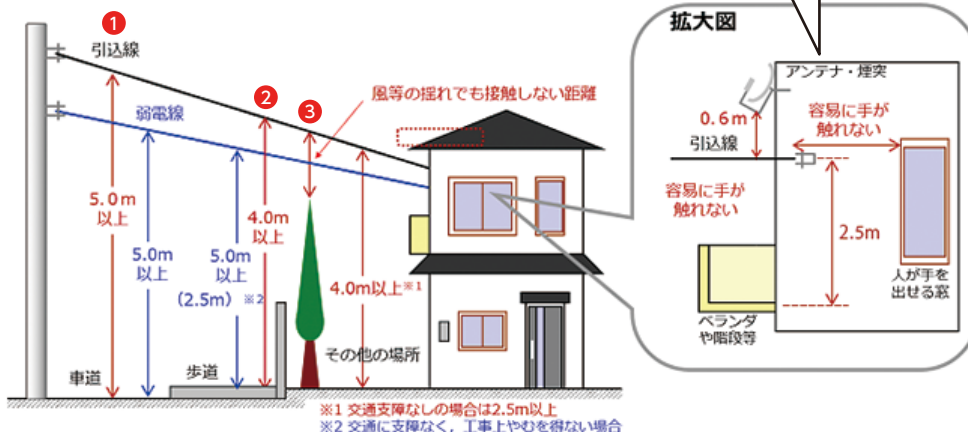 ❶
引込線
弱電線
❷
❸
風等の揺れでも接触しない距離
5.0m
以上
5.0m
以上
5.0m
以上
(2.5m) ※2
4.0m
以上
4.0m以上※1
その他の場所
車道
歩道
※1 交通支障なしの場合は2.5m以上
※2 交通に支障なく，工事上やむを得ない場合
拡大図
アンテナ・煙突
0.6m
容易に手が
触れない
引込線
容易に手が
触れない
2.5m
人が手を
出せる窓
ベランダ
や階段等